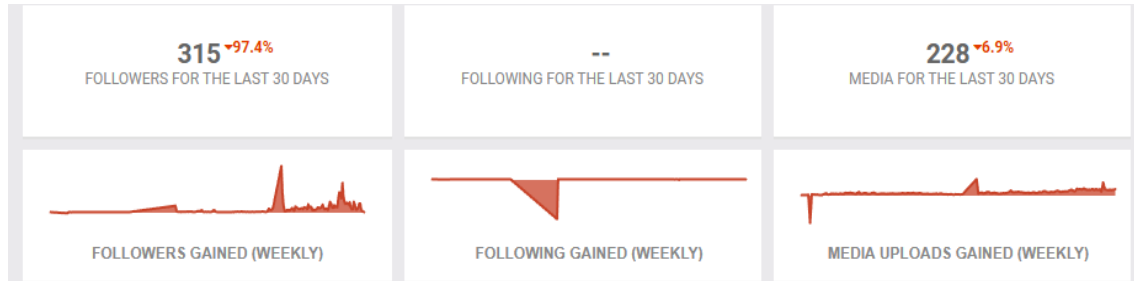 315 -97.4%
FOLLOWERS FOR THE LAST 30 DAYS
--
FOLLOWING FOR THE LAST 30 DAYS
228 -6.9%
MEDIA FOR THE LAST 30 DAYS
FOLLOWERS GAINED (WEEKLY)
FOLLOWING GAINED (WEEKLY)
MEDIA UPLOADS GAINED (WEEKLY)